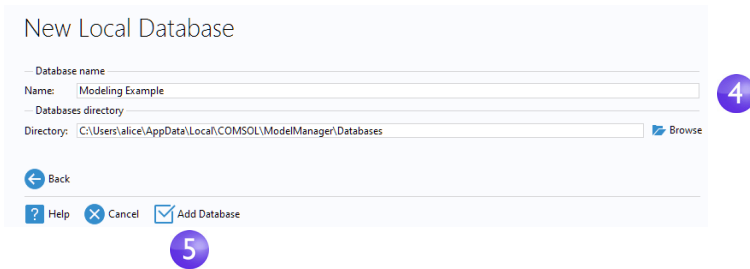 New Local Database
Database name
Name: Modeling Example
4
Databases directory
Directory: C:\Users\alice\AppData\Local\COMSOL\ModelManager\Databases Browse
Back
? Help Cancel Add Database
5